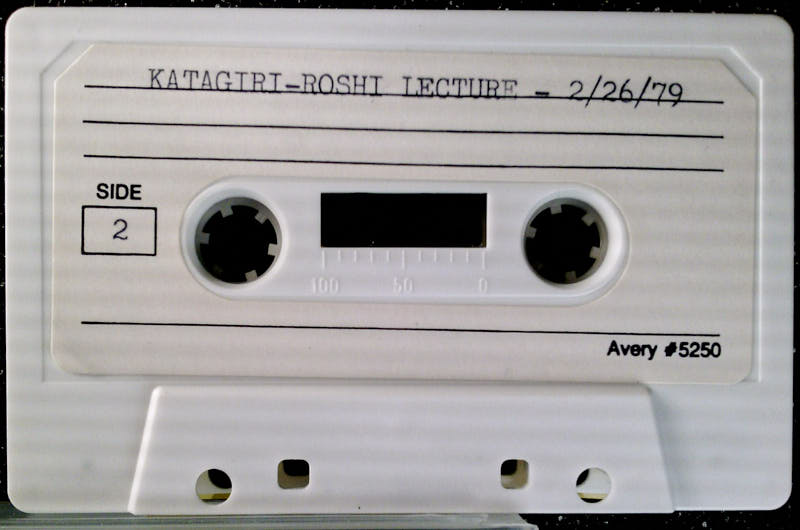 KATAGIRI-ROSHI LECTURE - 2/26/79
SIDE
2
100 50 0
Avery #5250